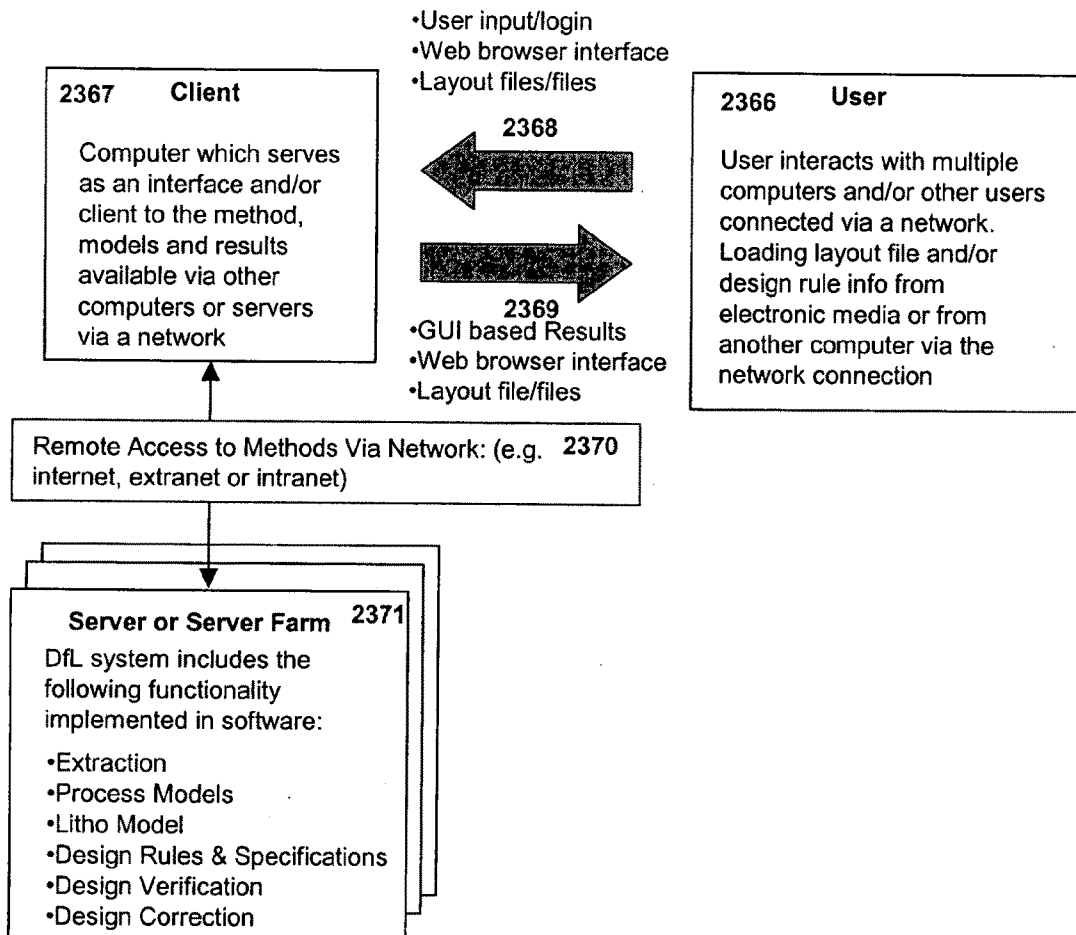 •User input/login
•Web browser interface
•Layout files/files
2367 Client
Computer which serves
as an interface and/or
client to the method,
models and results
available via other
computers or servers
via a network
2368
2369
•GUI based Results
•Web browser interface
•Layout file/files
2366 User
User interacts with multiple
computers and/or other users
connected via a network.
Loading layout file and/or
design rule info from
electronic media or from
another computer via the
network connection
Remote Access to Methods Via Network: (e.g. 2370
internet, extranet or intranet)
Server or Server Farm 2371
DfL system includes the
following functionality
implemented in software:
•Extraction
•Process Models
•Litho Model
•Design Rules & Specifications
•Design Verification
•Design Correction